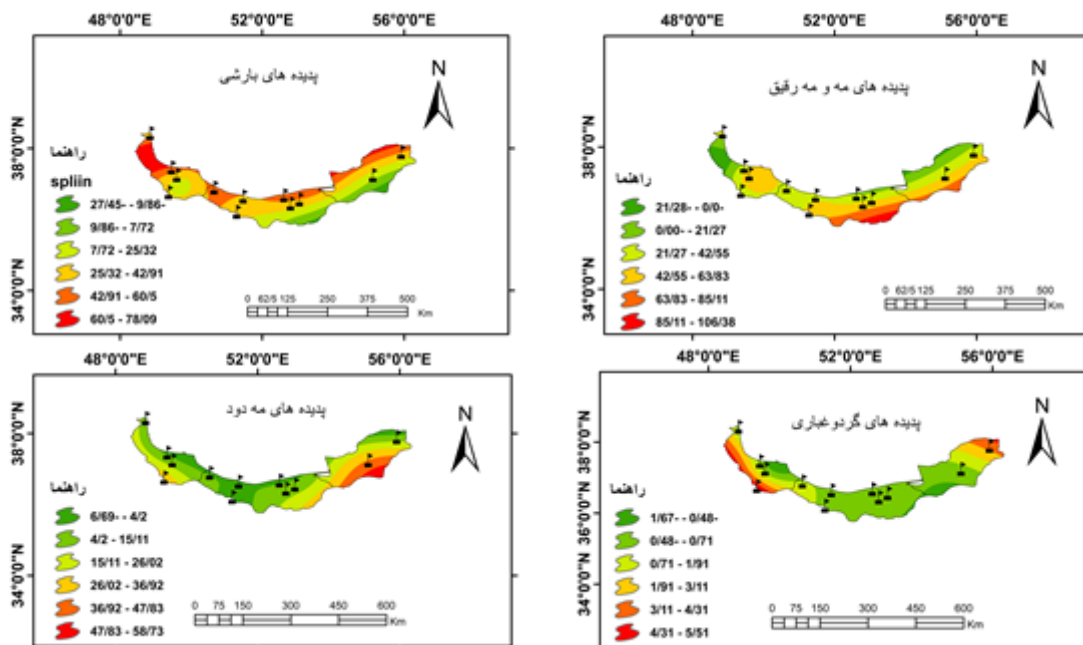 48°0'0"E 52°0'0"E 56°0'0"E
38°0'0"N
34°0'0"N
پدیده های بارشی
N
راهنما
spliin
27/45- - 9/86-
9/86- - 7/72
7/72 - 25/32
25/32 - 42/91
42/91 - 60/5
60/5 - 78/09
0 62/5 125 250 375 500
Km
48°0'0"E 52°0'0"E 56°0'0"E
38°0'0"N
34°0'0"N
پدیده های مه و مه رقیق
N
راهنما
21/28- - 0/0-
0/00- - 21/27
21/27 - 42/55
42/55 - 63/83
63/83 - 85/11
85/11 - 106/38
0 62/5 125 250 375 500
Km
48°0'0"E 52°0'0"E 56°0'0"E
38°0'0"N
34°0'0"N
پدیده های مه دود
N
راهنما
6/69- - 4/2
4/2 - 15/11
15/11 - 26/02
26/02 - 36/92
36/92 - 47/83
47/83 - 58/73
0 75 150 300 450 600
Km
48°0'0"E 52°0'0"E 56°0'0"E
38°0'0"N
36°0'0"N
34°0'0"N
پدیده های گردوغباری
N
راهنما
1/67- - 0/48-
0/48- - 0/71
0/71 - 1/91
1/91 - 3/11
3/11 - 4/31
4/31 - 5/51
0 75 150 300 450 600
Km